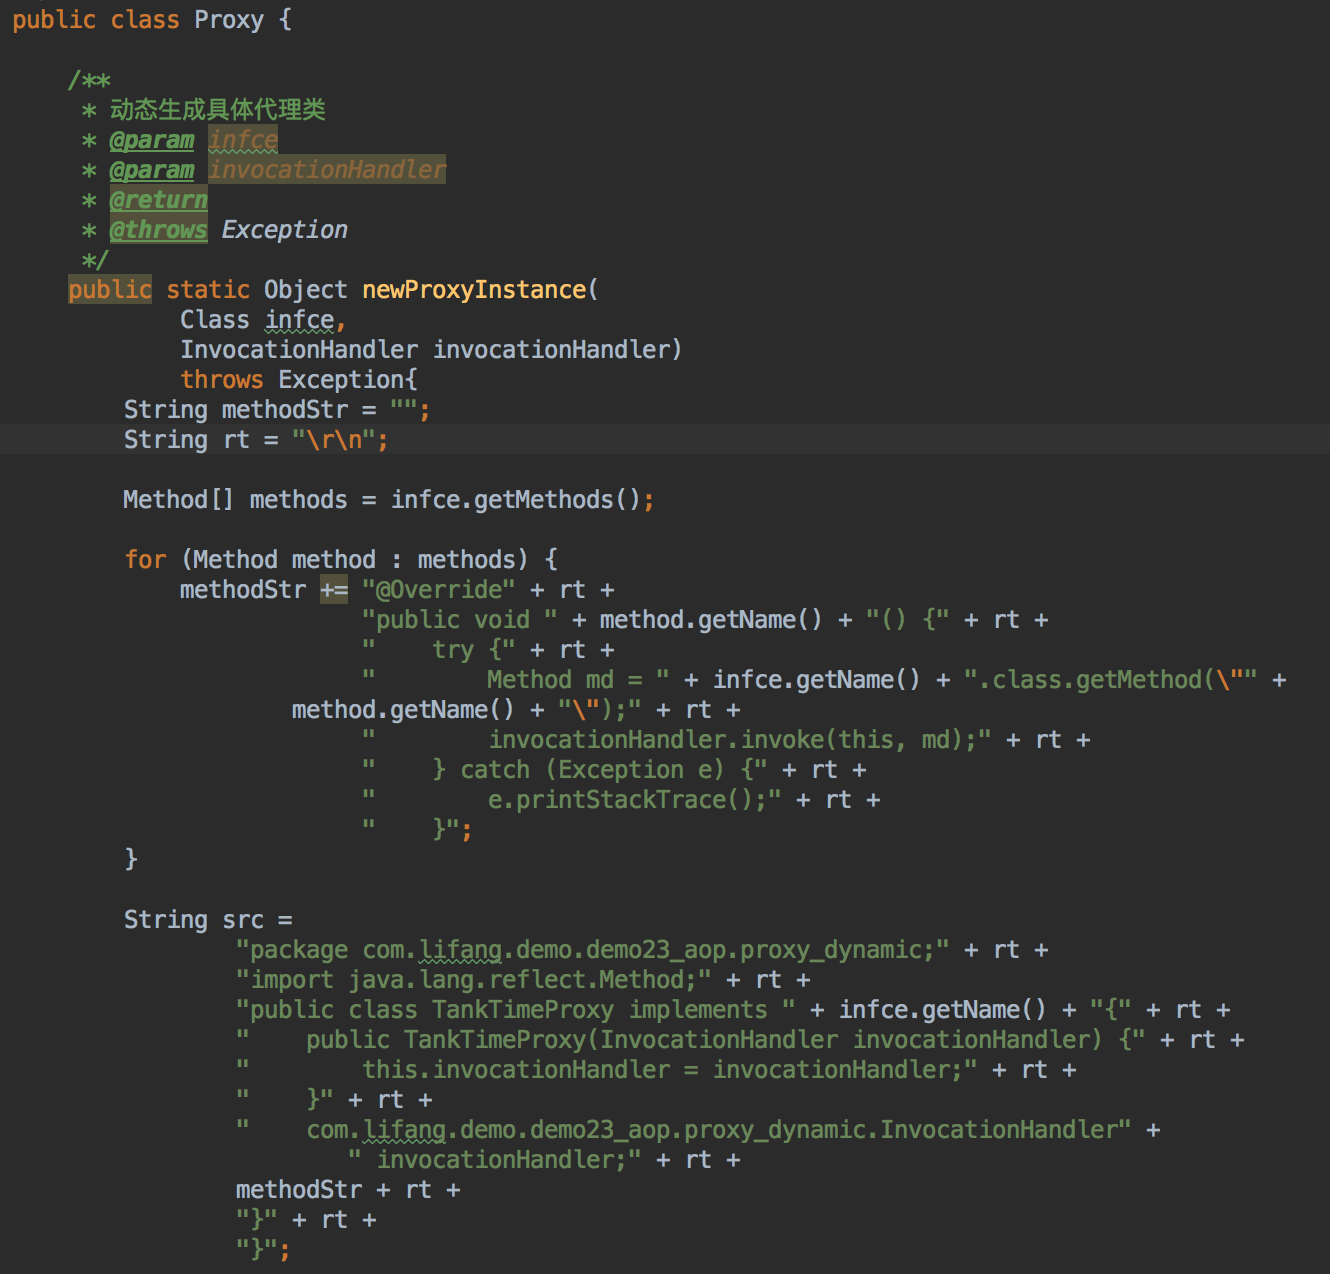 public class Proxy {
/**
* 动态生成具体代理类
* @param infce
* @param invocationHandler
* @return
* @throws Exception
*/
public static Object newProxyInstance(
Class infce,
InvocationHandler invocationHandler)
throws Exception{
String methodStr = "";
String rt = "\r\n";
Method[] methods = infce.getMethods();
for (Method method : methods) {
methodStr += "@Override" + rt +
"public void " + method.getName() + "() {" + rt +
"    try {" + rt +
"        Method md = " + infce.getName() + ".class.getMethod(\"" +
method.getName() + "\");" + rt +
"        invocationHandler.invoke(this, md);" + rt +
"    } catch (Exception e) {" + rt +
"        e.printStackTrace();" + rt +
"    }";
}
String src =
"package com.lifang.demo.demo23_aop.proxy_dynamic;" + rt +
"import java.lang.reflect.Method;" + rt +
"public class TankTimeProxy implements " + infce.getName() + "{" + rt +
"    public TankTimeProxy(InvocationHandler invocationHandler) {" + rt +
"        this.invocationHandler = invocationHandler;" + rt +
"    }" + rt +
"    com.lifang.demo.demo23_aop.proxy_dynamic.InvocationHandler" +
" invocationHandler;" + rt +
methodStr + rt +
"}" + rt +
"}";